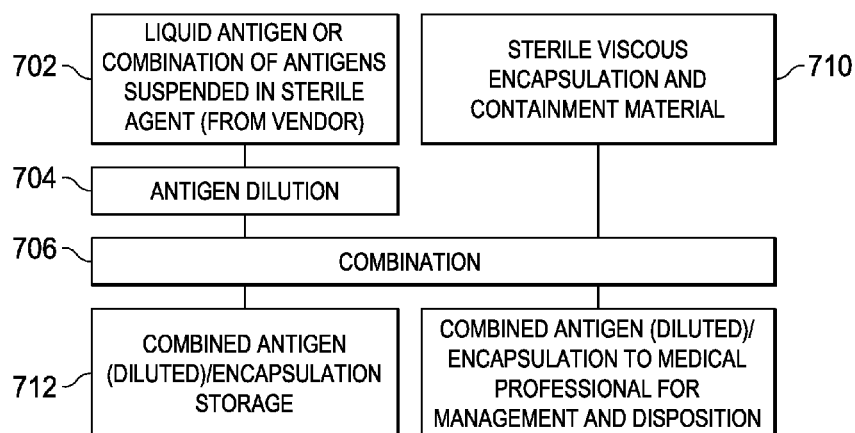 702
LIQUID ANTIGEN OR
COMBINATION OF ANTIGENS
SUSPENDED IN STERILE
AGENT (FROM VENDOR)
STERILE VISCOUS
ENCAPSULATION AND
CONTAINMENT MATERIAL
710
704
ANTIGEN DILUTION
706
COMBINATION
712
COMBINED ANTIGEN
(DILUTED)/ENCAPSULATION
STORAGE
COMBINED ANTIGEN (DILUTED)/
ENCAPSULATION TO MEDICAL
PROFESSIONAL FOR
MANAGEMENT AND DISPOSITION